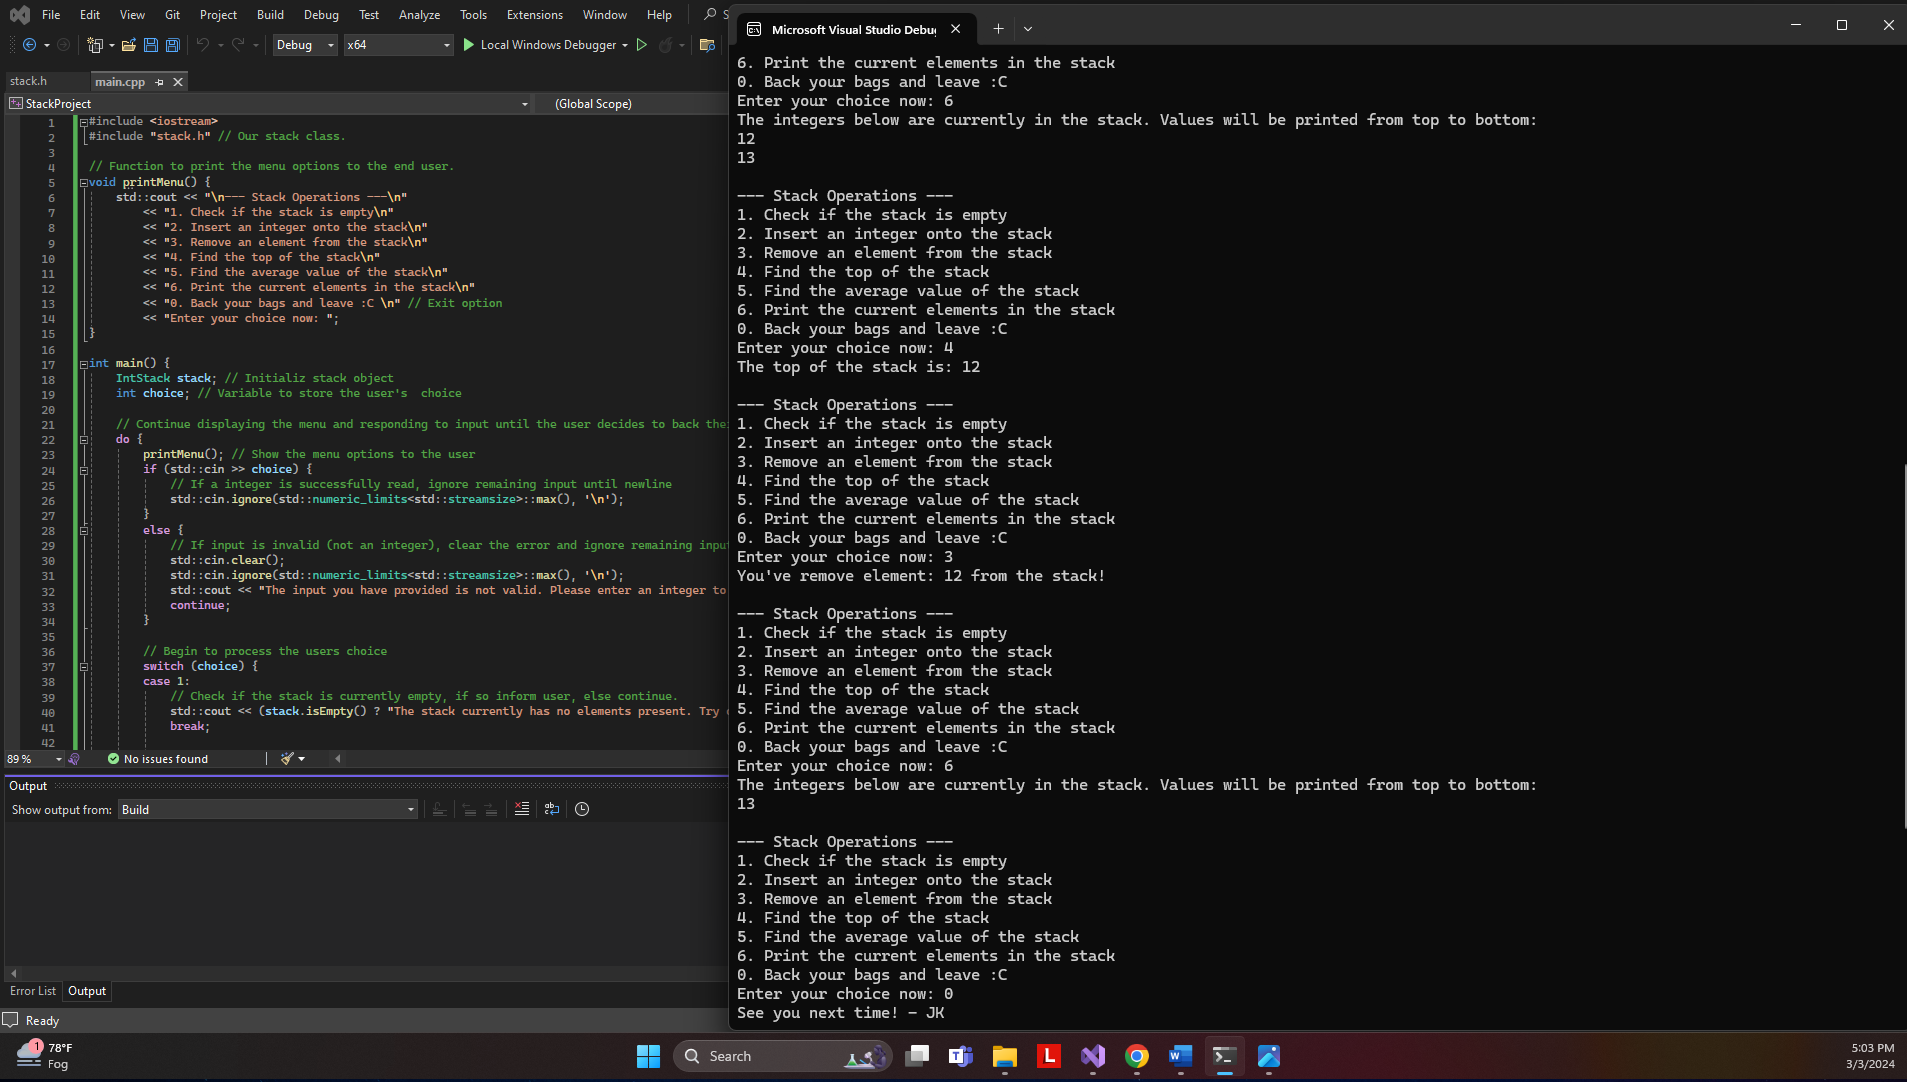 File Edit View Git Project Build Debug Test Analyze Tools Extensions Window Help
Debug x64 Local Windows Debugger
stack.h main.cpp
StackProject (Global Scope)
1 #include <iostream>
2 #include "stack.h" // Our stack class.
3
4 // Function to print the menu options to the end user.
5 void printMenu() {
6 std::cout << "\n--- Stack Operations ---\n"
7 << "1. Check if the stack is empty\n"
8 << "2. Insert an integer onto the stack\n"
9 << "3. Remove an element from the stack\n"
10 << "4. Find the top of the stack\n"
11 << "5. Find the average value of the stack\n"
12 << "6. Print the current elements in the stack\n"
13 << "0. Back your bags and leave :C \n" // Exit option
14 << "Enter your choice now: ";
15 }
16
17 int main() {
18 IntStack stack; // Initializ stack object
19 int choice; // Variable to store the user's  choice
20
21 // Continue displaying the menu and responding to input until the user decides to back the
22 do {
23 printMenu(); // Show the menu options to the user
24 if (std::cin >> choice) {
25 // If a integer is successfully read, ignore remaining input until newline
26 std::cin.ignore(std::numeric_limits<std::streamsize>::max(), '\n');
27 }
28 else {
29 // If input is invalid (not an integer), clear the error and ignore remaining inpu
30 std::cin.clear();
31 std::cin.ignore(std::numeric_limits<std::streamsize>::max(), '\n');
32 std::cout << "The input you have provided is not valid. Please enter an integer to
33 continue;
34 }
35
36 // Begin to process the users choice
37 switch (choice) {
38 case 1:
39 // Check if the stack is currently empty, if so inform user, else continue.
40 std::cout << (stack.isEmpty() ? "The stack currently has no elements present. Try
41 break;
42
89 % No issues found
Output
Show output from: Build
Error List Output
Ready
Microsoft Visual Studio Debu
6. Print the current elements in the stack
0. Back your bags and leave :C
Enter your choice now: 6
The integers below are currently in the stack. Values will be printed from top to bottom:
12
13
--- Stack Operations ---
1. Check if the stack is empty
2. Insert an integer onto the stack
3. Remove an element from the stack
4. Find the top of the stack
5. Find the average value of the stack
6. Print the current elements in the stack
0. Back your bags and leave :C
Enter your choice now: 4
The top of the stack is: 12
--- Stack Operations ---
1. Check if the stack is empty
2. Insert an integer onto the stack
3. Remove an element from the stack
4. Find the top of the stack
5. Find the average value of the stack
6. Print the current elements in the stack
0. Back your bags and leave :C
Enter your choice now: 3
You've remove element: 12 from the stack!
--- Stack Operations ---
1. Check if the stack is empty
2. Insert an integer onto the stack
3. Remove an element from the stack
4. Find the top of the stack
5. Find the average value of the stack
6. Print the current elements in the stack
0. Back your bags and leave :C
Enter your choice now: 6
The integers below are currently in the stack. Values will be printed from top to bottom:
13
--- Stack Operations ---
1. Check if the stack is empty
2. Insert an integer onto the stack
3. Remove an element from the stack
4. Find the top of the stack
5. Find the average value of the stack
6. Print the current elements in the stack
0. Back your bags and leave :C
Enter your choice now: 0
See you next time! - JK
1 78°F
Fog
Search
5:03 PM
3/3/2024